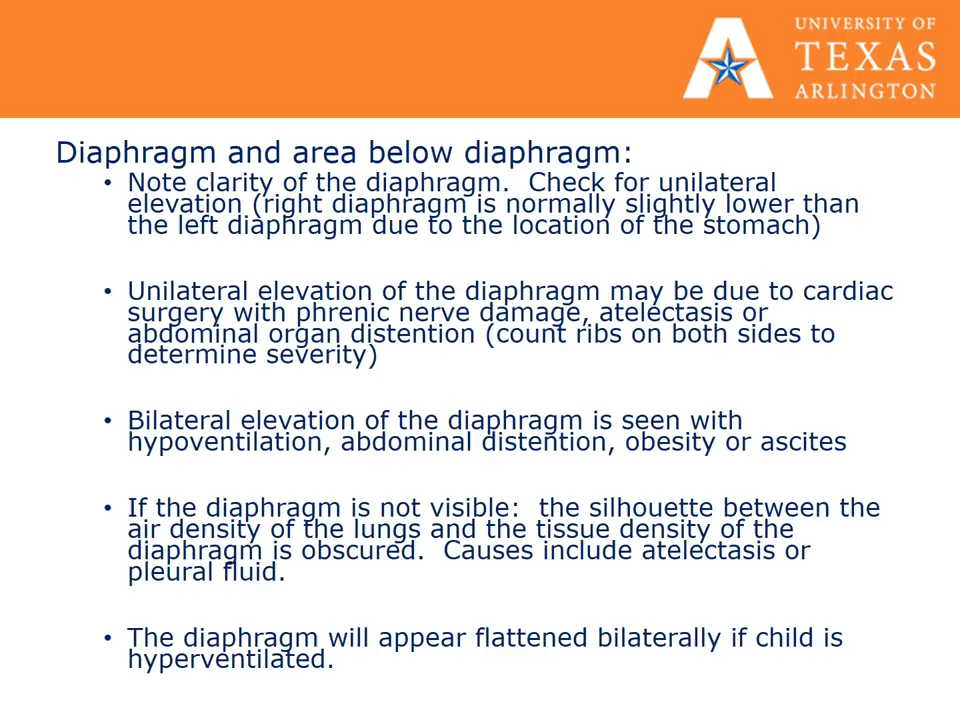 UNIVERSITY OF
TEXAS
ARLINGTON
Diaphragm and area below diaphragm:
• Note clarity of the diaphragm.  Check for unilateral
elevation (right diaphragm is normally slightly lower than
the left diaphragm due to the location of the stomach)
• Unilateral elevation of the diaphragm may be due to cardiac
surgery with phrenic nerve damage, atelectasis or
abdominal organ distention (count ribs on both sides to
determine severity)
• Bilateral elevation of the diaphragm is seen with
hypoventilation, abdominal distention, obesity or ascites
• If the diaphragm is not visible:  the silhouette between the
air density of the lungs and the tissue density of the
diaphragm is obscured.  Causes include atelectasis or
pleural fluid.
• The diaphragm will appear flattened bilaterally if child is
hyperventilated.